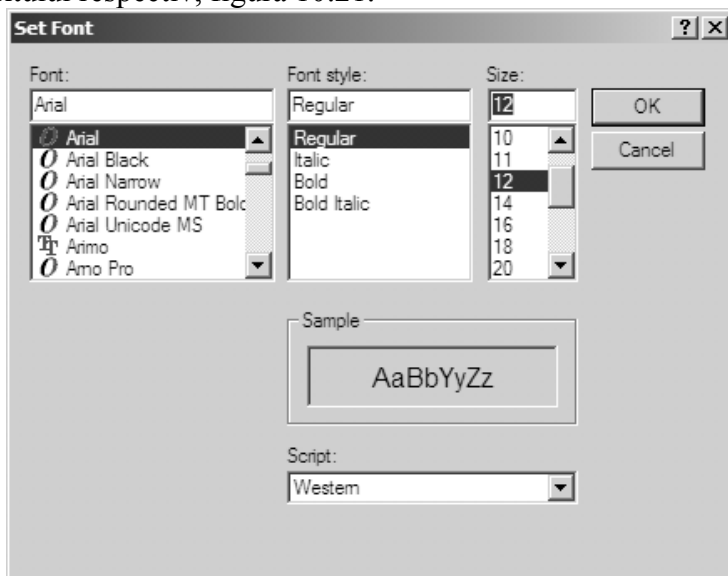 respectiv, figura 10.21.
Set Font
Font:
Font style:
Size:
Arial
Regular
12
OK
Cancel
Arial
Arial Black
Arial Narrow
Arial Rounded MT Bolc
Arial Unicode MS
Arimo
Arno Pro
Regular
Italic
Bold
Bold Italic
10
11
12
14
16
18
20
Sample
AaBbYyZz
Script:
Western